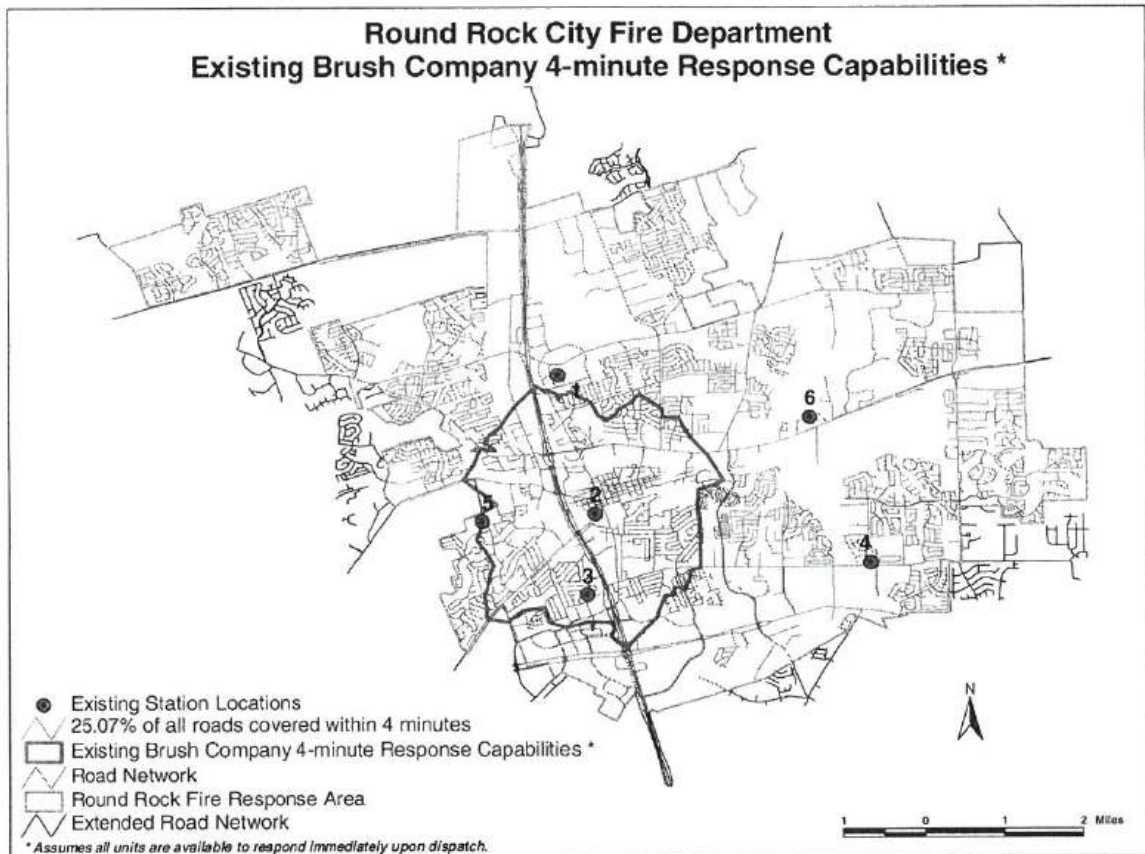 Round Rock City Fire Department
Existing Brush Company 4-minute Response Capabilities *
1
6
2
5
4
3
N
Existing Station Locations
25.07% of all roads covered within 4 minutes
Existing Brush Company 4-minute Response Capabilities *
Road Network
Round Rock Fire Response Area
Extended Road Network
* Assumes all units are available to respond immediately upon dispatch.
1 0 1 2 Miles